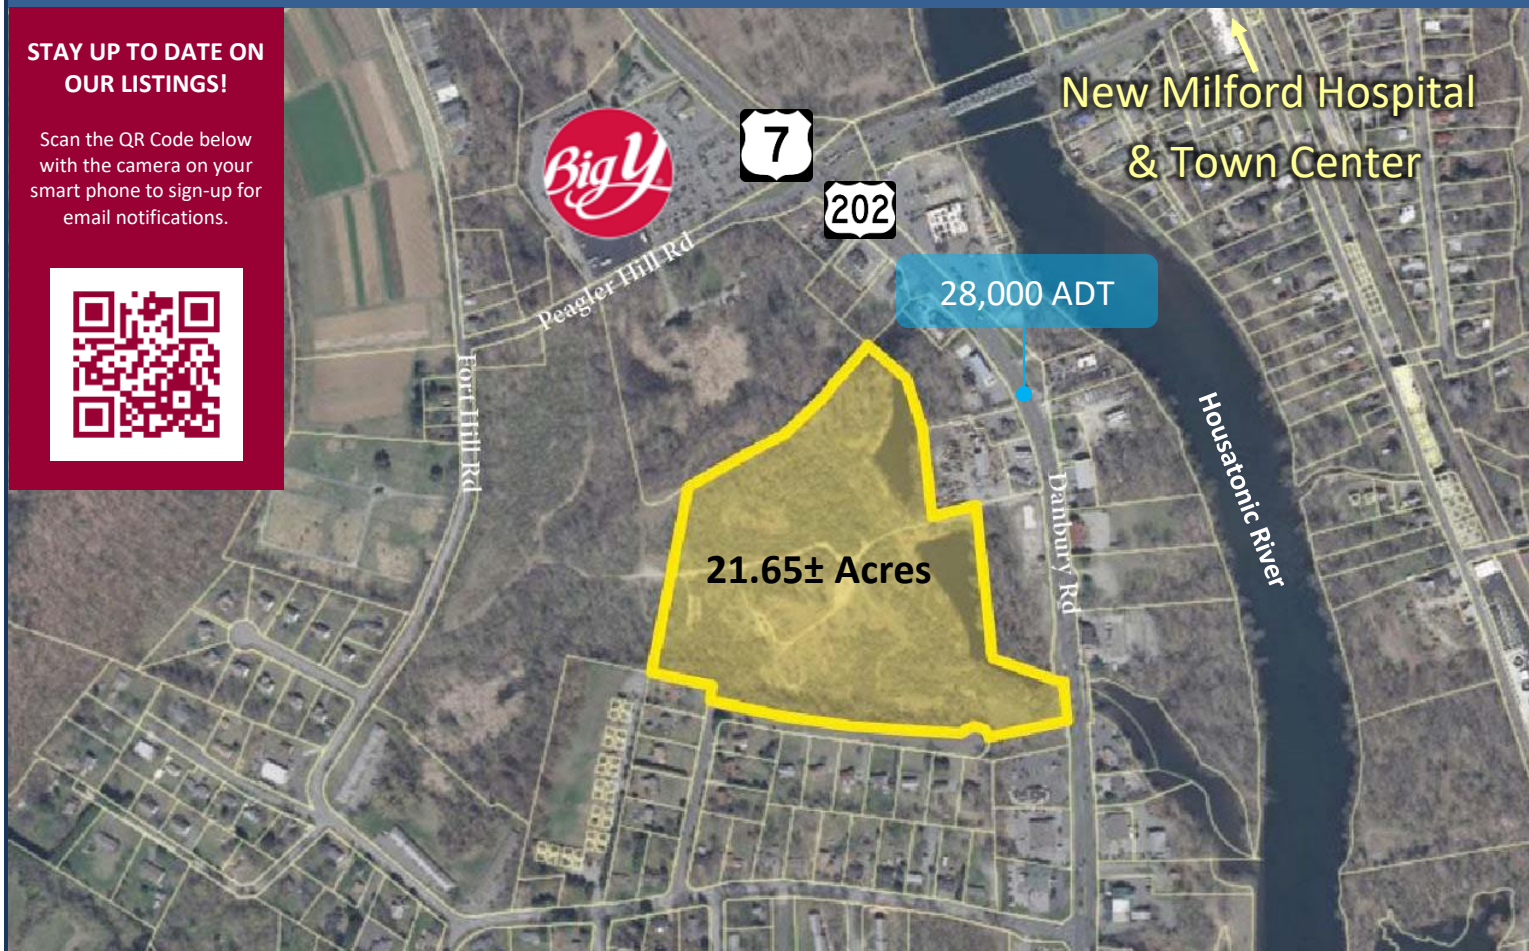 STAY UP TO DATE ON
OUR LISTINGS!
Scan the QR Code below
with the camera on your
smart phone to sign-up for
email notifications.
Big Y
7
202
New Milford Hospital
& Town Center
Peagler Hill Rd
28,000 ADT
Fort Hill Rd
Housatonic River
Danbury Rd
21.65± Acres